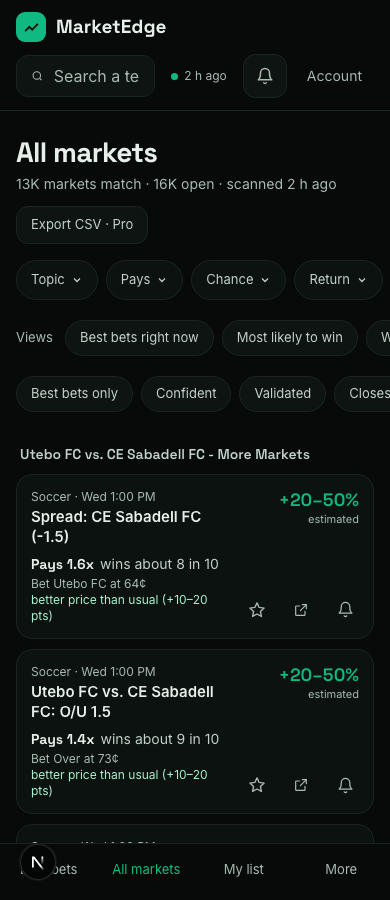 MarketEdge
Search a te
2 h ago
Account
All markets
13K markets match · 16K open · scanned 2 h ago
Export CSV · Pro
Topic
Pays
Chance
Return
Views
Best bets right now
Most likely to win
Best bets only
Confident
Validated
Closes
Utebo FC vs. CE Sabadell FC - More Markets
Soccer · Wed 1:00 PM
+20–50%
estimated
Spread: CE Sabadell FC
(-1.5)
Pays 1.6x wins about 8 in 10
Bet Utebo FC at 64¢
better price than usual (+10–20
pts)
Soccer · Wed 1:00 PM
+20–50%
estimated
Utebo FC vs. CE Sabadell
FC: O/U 1.5
Pays 1.4x wins about 9 in 10
Bet Over at 73¢
better price than usual (+10–20
pts)
N
bets
All markets
My list
More